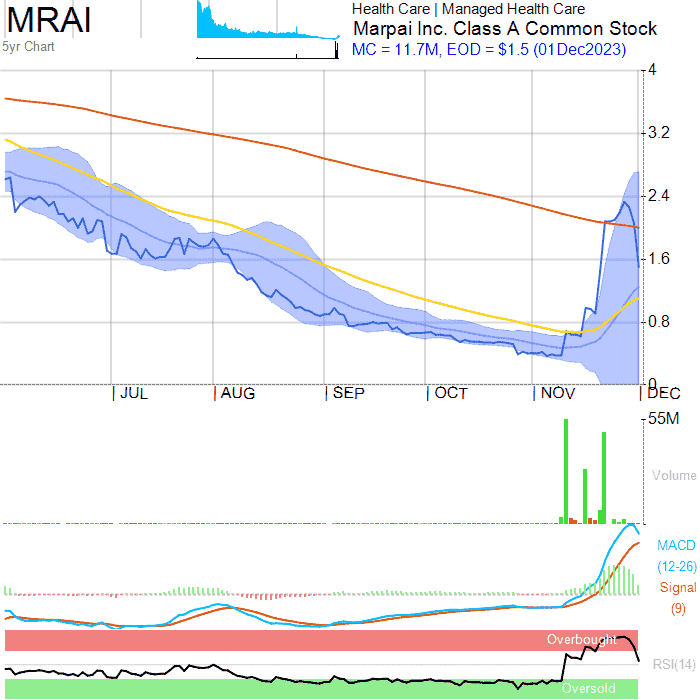 MRAI
5yr Chart
Health Care | Managed Health Care
Marpai Inc. Class A Common Stock
MC = 11.7M, EOD = $1.5 (01Dec2023)
4
3.2
2.4
1.6
0.8
0
JUL AUG SEP OCT NOV DEC
55M
Volume
MACD
(12-26)
Signal
(9)
Overbought
RSI(14)
Oversold